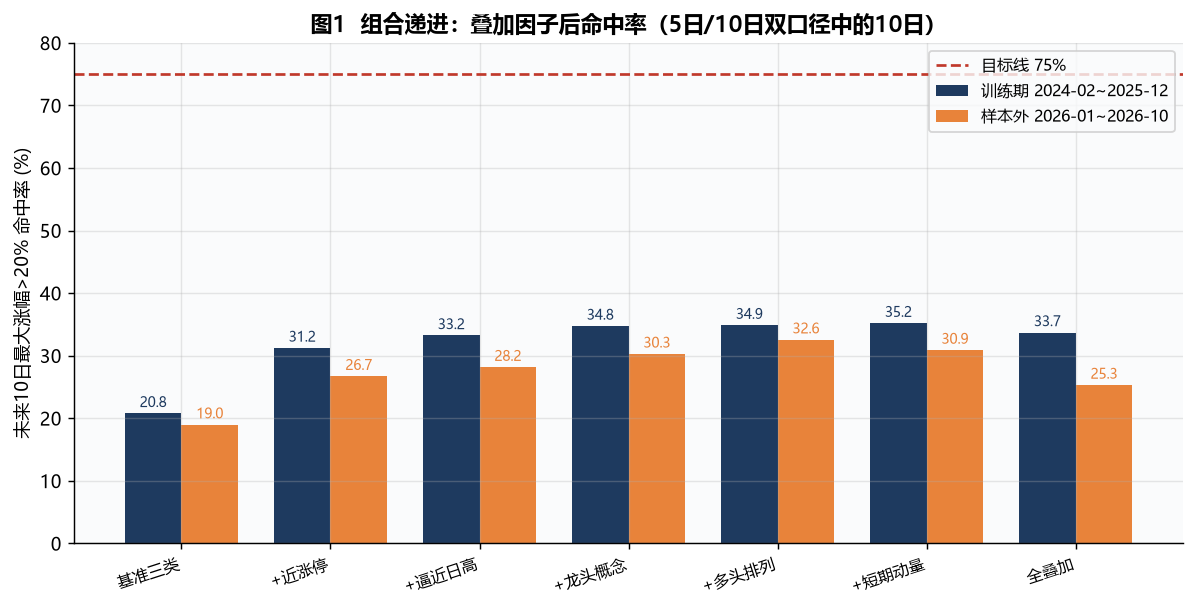 图1 组合递进：叠加因子后命中率（5日/10日双口径中的10日）
未来10日最大涨幅>20% 命中率 (%)
80
70
60
50
40
30
20
10
0
目标线 75%
训练期 2024-02~2025-12
样本外 2026-01~2026-10
20.8
19.0
31.2
26.7
33.2
28.2
34.8
30.3
34.9
32.6
35.2
30.9
33.7
25.3
基准三类
+近涨停
+逼近日高
+龙头概念
+多头排列
+短期动量
全叠加